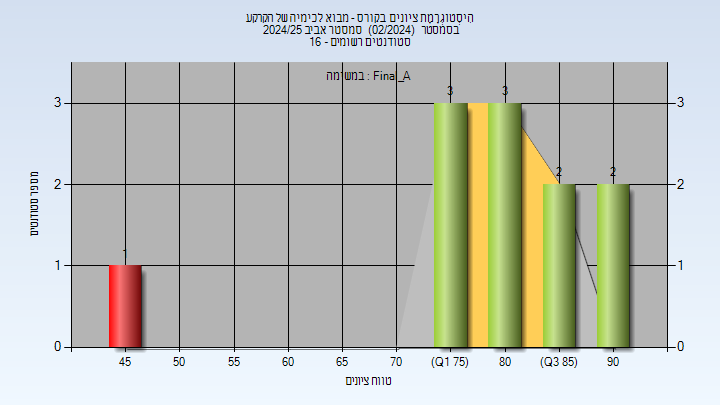 היסטוגרמת ציונים בקורס - מבוא לכימיה של הקרקע
בסמסטר (02/2024) סמסטר אביב 2024/25
סטודנטים רשומים - 16
במשימה : Final_A
3 3 2 2 1
3 3
2 2
1 1
0 0
מספר סטודנטים
45 50 55 60 65 70 (Q1 75) 80 (Q3 85) 90
טווח ציונים